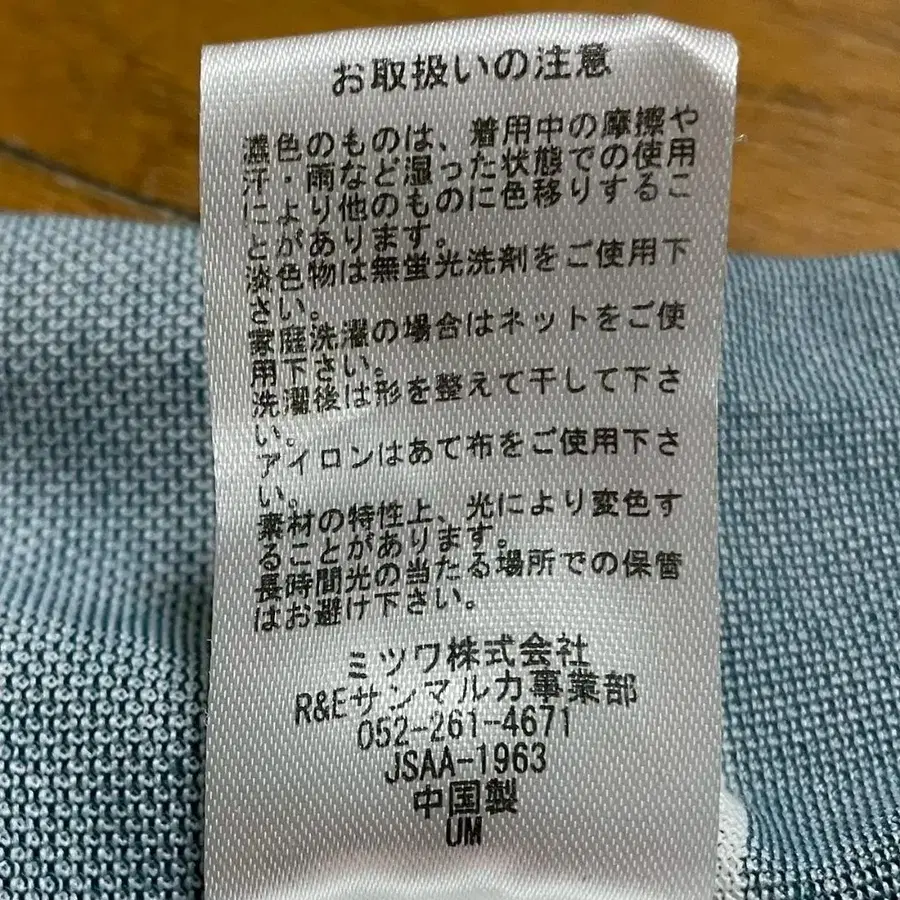 お取扱いの注意
濃色のものは、着用中の摩擦や
汗・雨など湿った状態での使用
により他のものに色移りするこ
とがあります。
淡色物は無蛍光洗剤をご使用下
さい。
家庭洗濯の場合はネットをご使
用下さい。
洗濯後は形を整えて干して下さ
い。
アイロンはあて布をご使用下さ
い。
素材の特性上、光により変色す
ることがあります。
長時間光の当たる場所での保管
はお避け下さい。
ミツワ株式会社
R&Eサンマルカ事業部
052-261-4671
JSAA-1963
中国製
UM